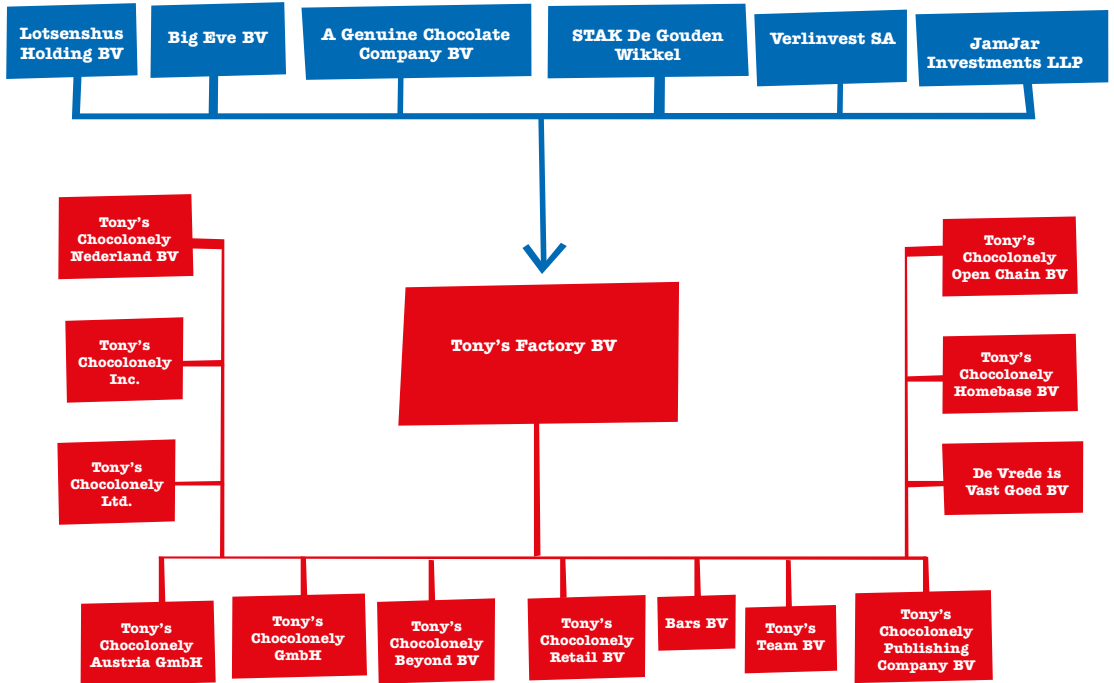 Lotsenshus
Holding BV
Big Eve BV
A Genuine Chocolate
Company BV
STAK De Gouden
Wikkel
Verlinvest SA
JamJar
Investments LLP
Tony's
Chocolonely
Nederland BV
Tony's
Chocolonely
Inc.
Tony's
Chocolonely
Ltd.
Tony's Factory BV
Tony's
Chocolonely
Open Chain BV
Tony's
Chocolonely
Homebase BV
De Vrede is
Vast Goed BV
Tony's
Chocolonely
Austria GmbH
Tony's
Chocolonely
GmbH
Tony's
Chocolonely
Beyond BV
Tony's
Chocolonely
Retail BV
Bars BV
Tony's
Team BV
Tony's
Chocolonely
Publishing
Company BV